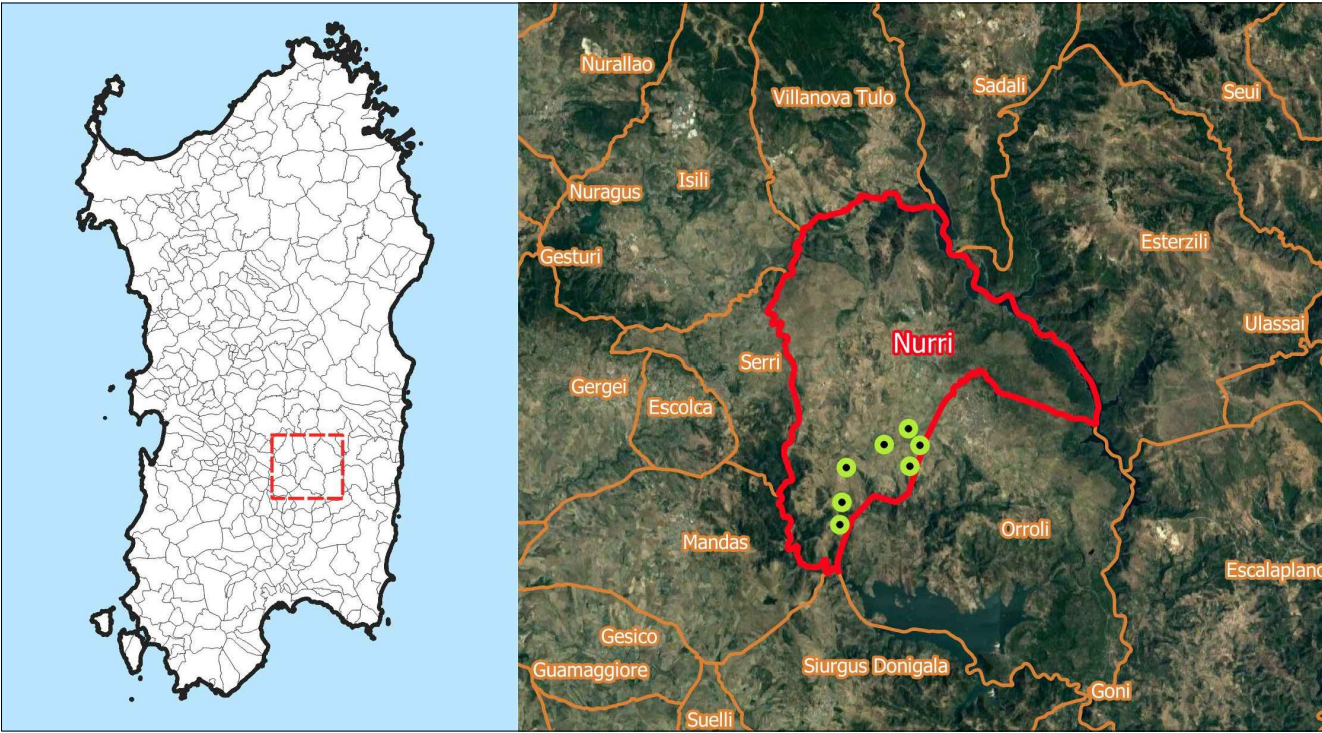 Nurallao
Villanova Tulo
Sadali
Seui
Isili
Nuragus
Gesturi
Esterzili
Ulassai
Nurri
Serri
Gergei
Escolca
Orroli
Mandas
Escalaplano
Gesico
Guamaggiore
Siurgus Donigala
Goni
Suelli